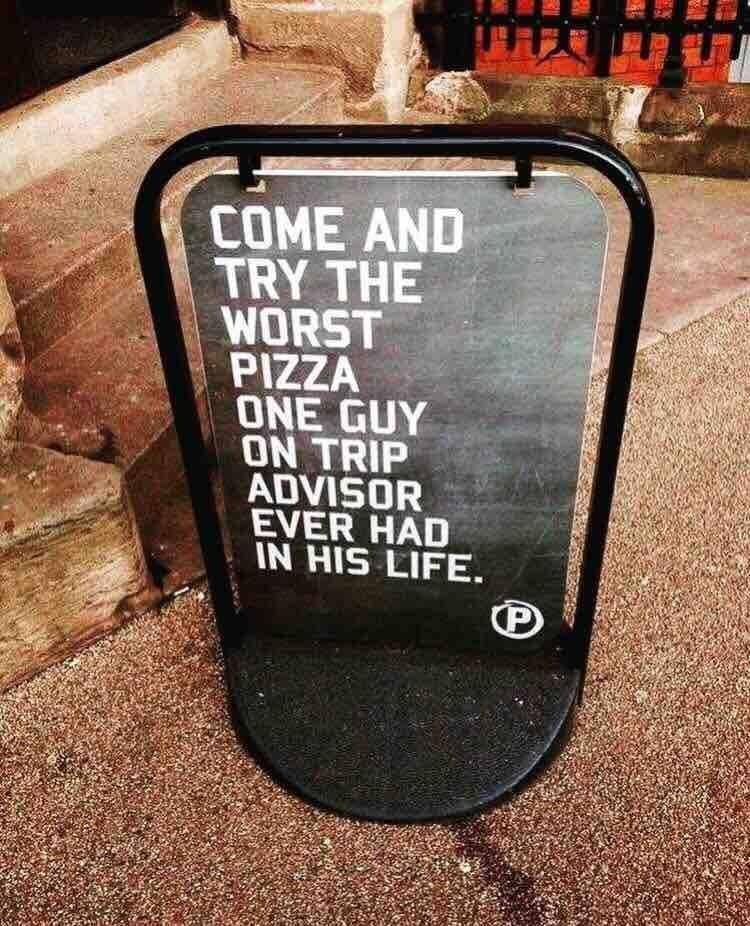 COME AND
TRY THE
WORST
PIZZA
ONE GUY
ON TRIP
ADVISOR
EVER HAD
IN HIS LIFE.
P